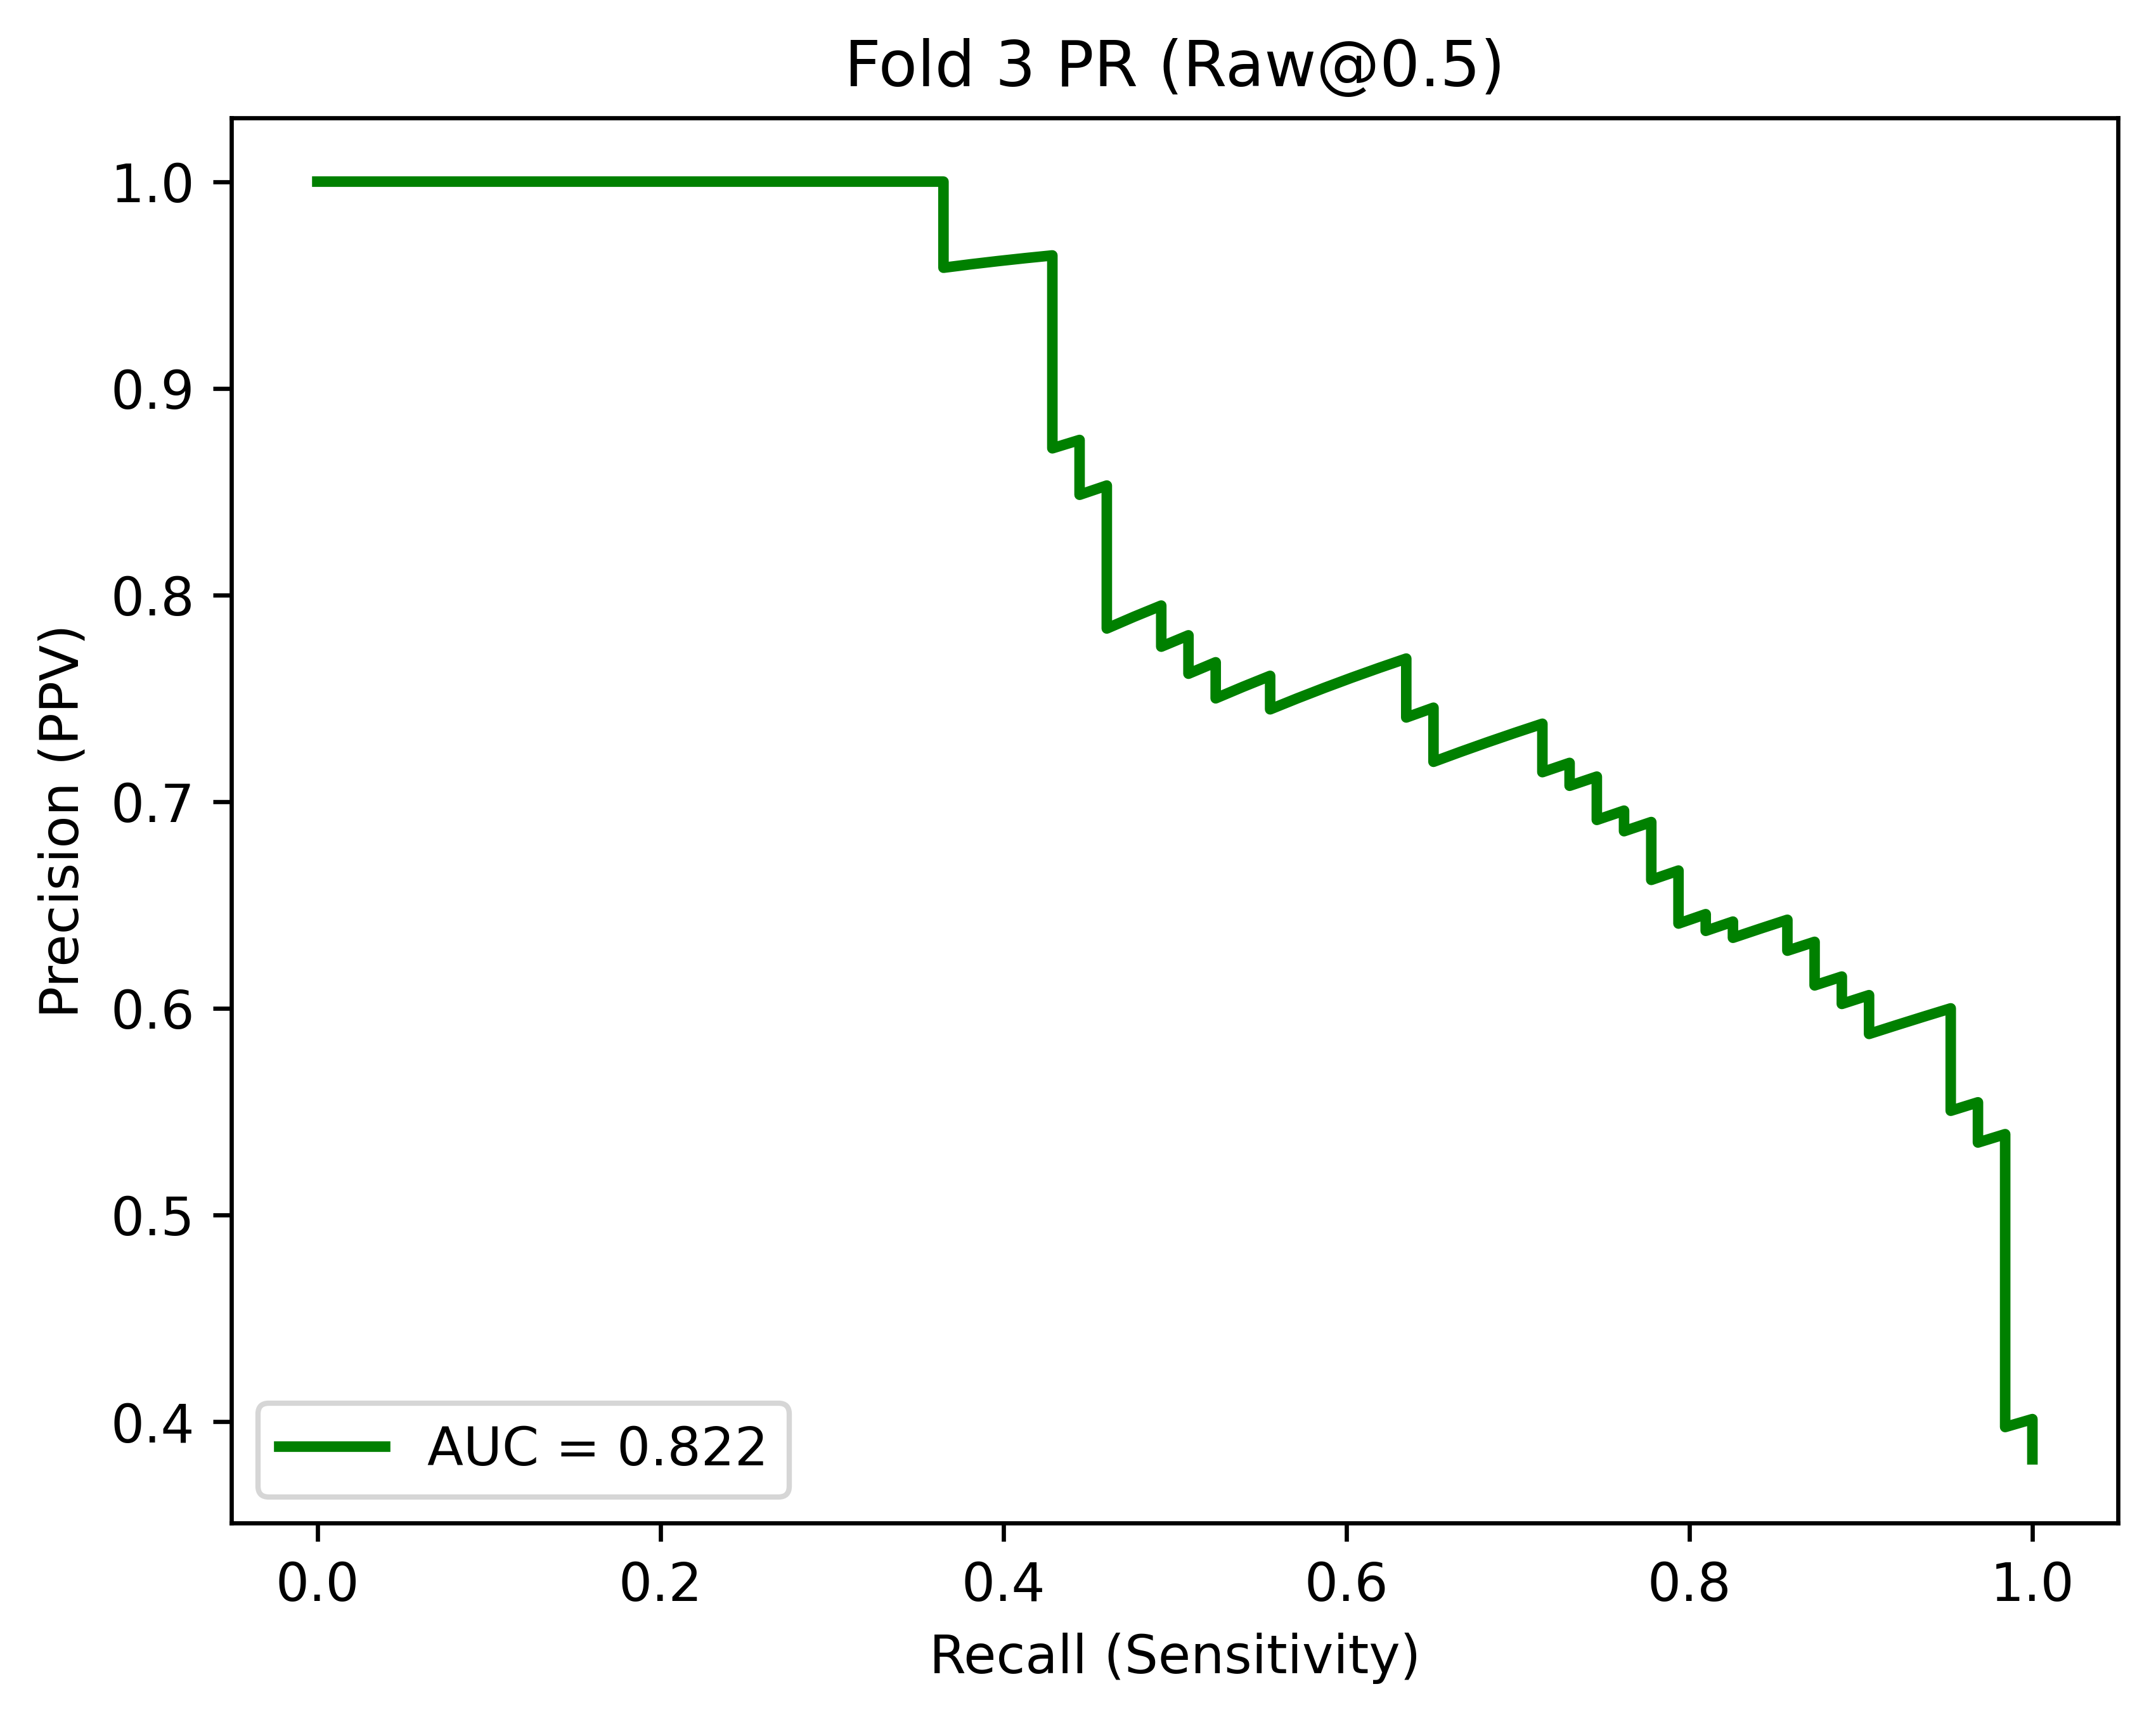 Fold 3 PR (Raw@0.5)
Precision (PPV)
1.0
0.9
0.8
0.7
0.6
0.5
0.4
AUC = 0.822
0.0 0.2 0.4 0.6 0.8 1.0
Recall (Sensitivity)